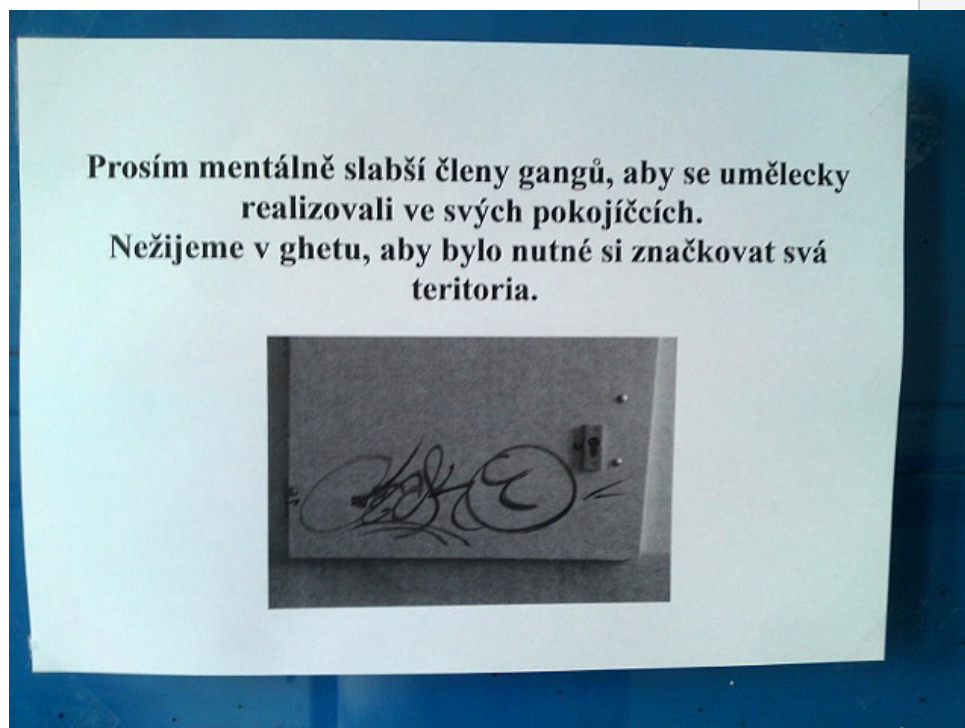 Prosím mentálně slabší členy gangů, aby se umělecky
realizovali ve svých pokojíčcích.
Nežijeme v ghetu, aby bylo nutné si značkovat svá
teritoria.